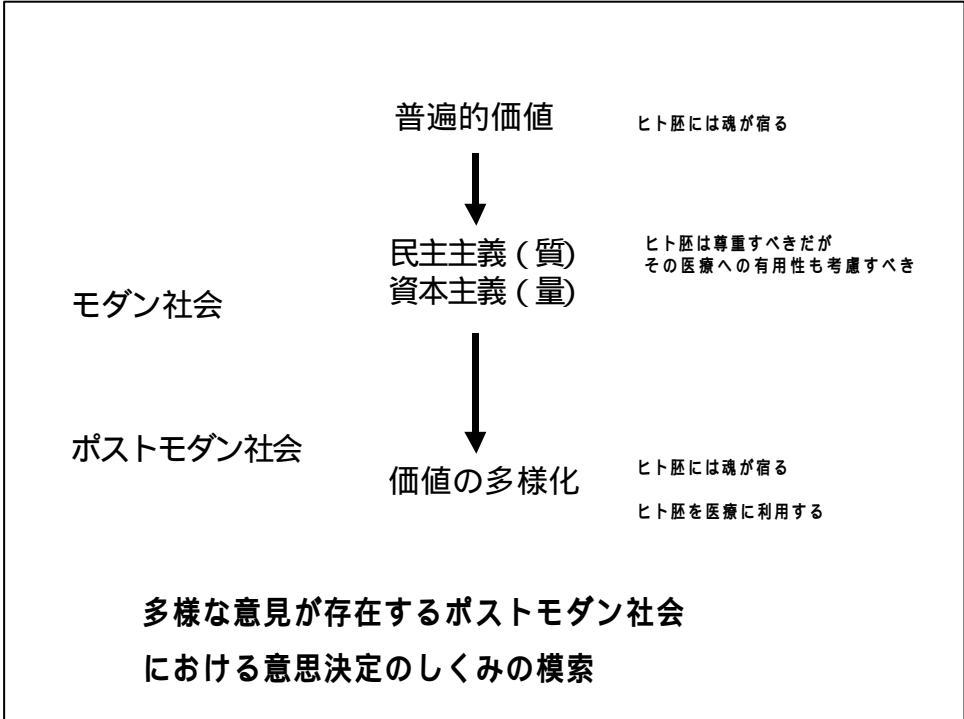 普遍的価値
ヒト胚には魂が宿る
民主主義(質)
資本主義(量)
ヒト胚は尊重すべきだが
その医療への有用性も考慮すべき
モダン社会
ポストモダン社会
価値の多様化
ヒト胚には魂が宿る
ヒト胚を医療に利用する
多様な意見が存在するポストモダン社会
における意思決定のしくみの模索